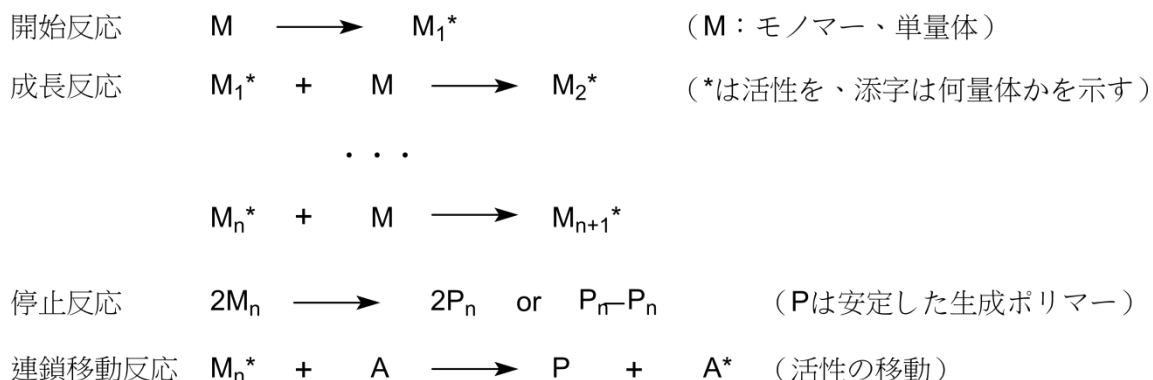 開始反応 M ⟶ M₁* （M：モノマー、単量体）
成長反応 M₁* + M ⟶ M₂* （*は活性を、添字は何量体かを示す）
・・・
Mₙ* + M ⟶ Mₙ₊₁*
停止反応 2Mₙ ⟶ 2Pₙ or Pₙ–Pₙ （Pは安定した生成ポリマー）
連鎖移動反応 Mₙ* + A ⟶ P + A* （活性の移動）